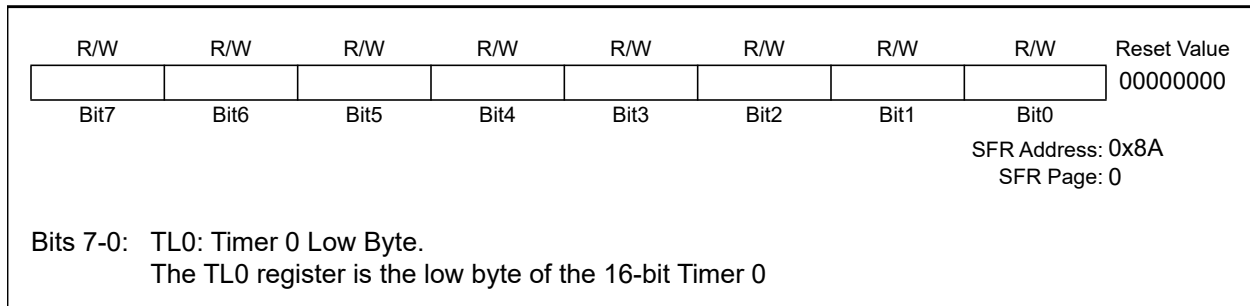 R/W R/W R/W R/W R/W R/W R/W R/W Reset Value
00000000
Bit7 Bit6 Bit5 Bit4 Bit3 Bit2 Bit1 Bit0
SFR Address: 0x8A
SFR Page: 0
Bits 7-0: TL0: Timer 0 Low Byte.
The TL0 register is the low byte of the 16-bit Timer 0